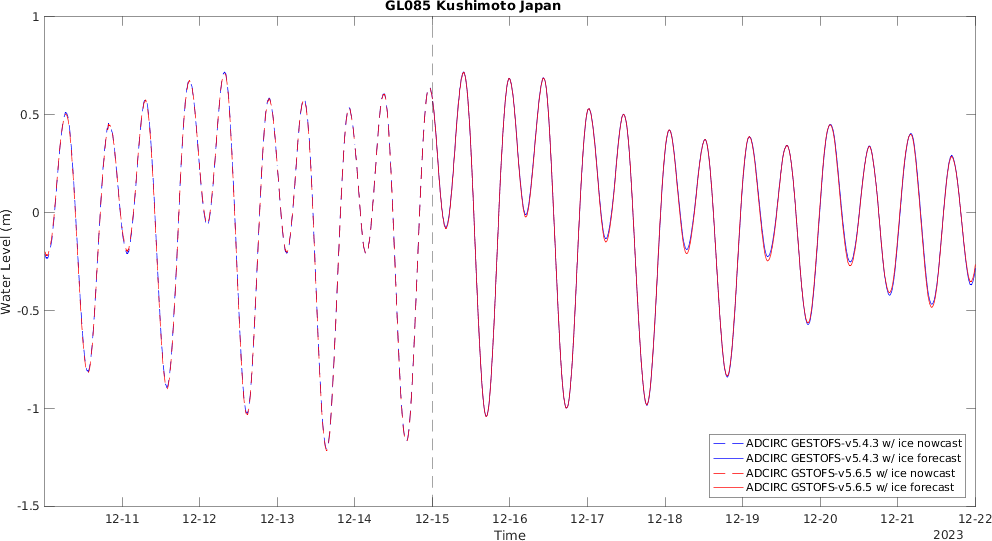 GL085 Kushimoto Japan
Water Level (m)
1
0.5
0
-0.5
-1
-1.5
12-11
12-12
12-13
12-14
12-15
12-16
12-17
12-18
12-19
12-20
12-21
12-22
Time
2023
ADCIRC GESTOFS-v5.4.3 w/ ice nowcast
ADCIRC GESTOFS-v5.4.3 w/ ice forecast
ADCIRC GSTOFS-v5.6.5 w/ ice nowcast
ADCIRC GSTOFS-v5.6.5 w/ ice forecast